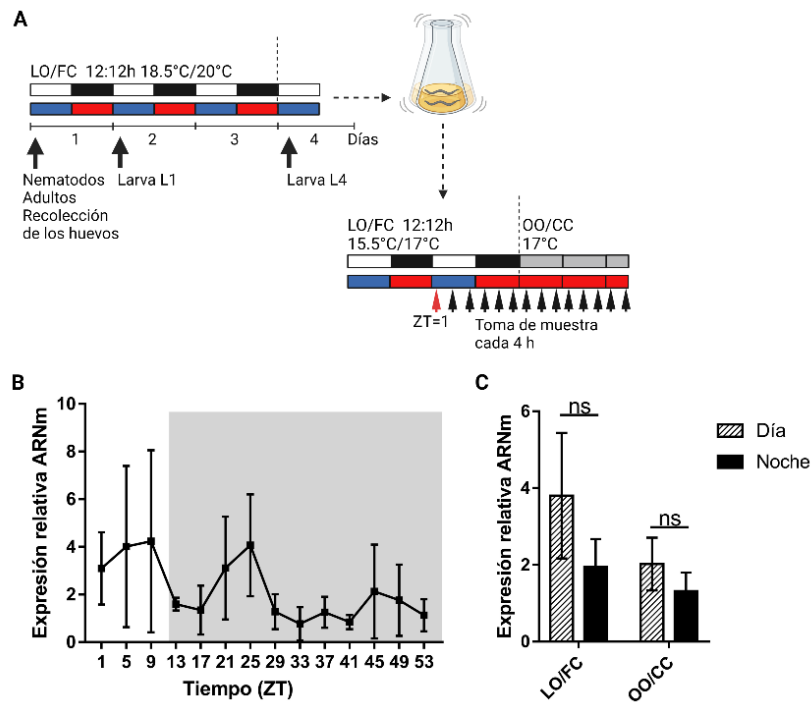 A
LO/FC 12:12h 18.5°C/20°C
1 2 3 4 Días
Nematodos
Adultos
Recolección
de los huevos
Larva L1
Larva L4
LO/FC 12:12h
15.5°C/17°C
OO/CC
17°C
ZT=1
Toma de muestra
cada 4 h
B
Expresión relativa ARNm
10
8
6
4
2
0
1 5 9 13 17 21 25 29 33 37 41 45 49 53
Tiempo (ZT)
C
Expresión relativa ARNm
6
4
2
0
ns
ns
LO/FC
OO/CC
Día
Noche